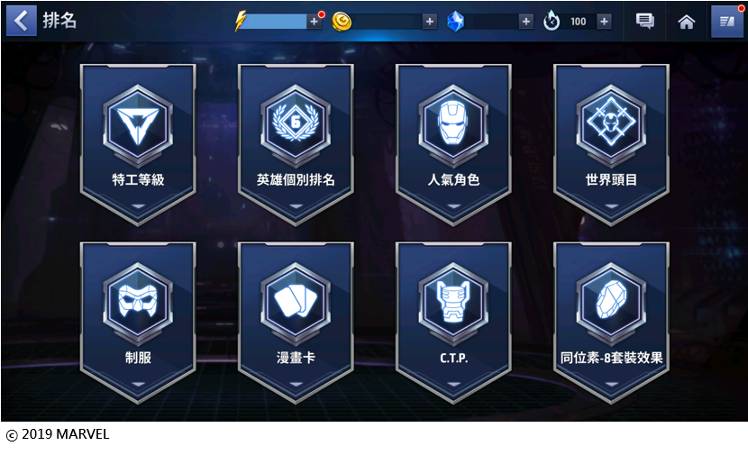 排名
100
特工等級
英雄個別排名
人氣角色
世界頭目
6
制服
漫畫卡
C.T.P.
同位素-8套裝效果
© 2019 MARVEL